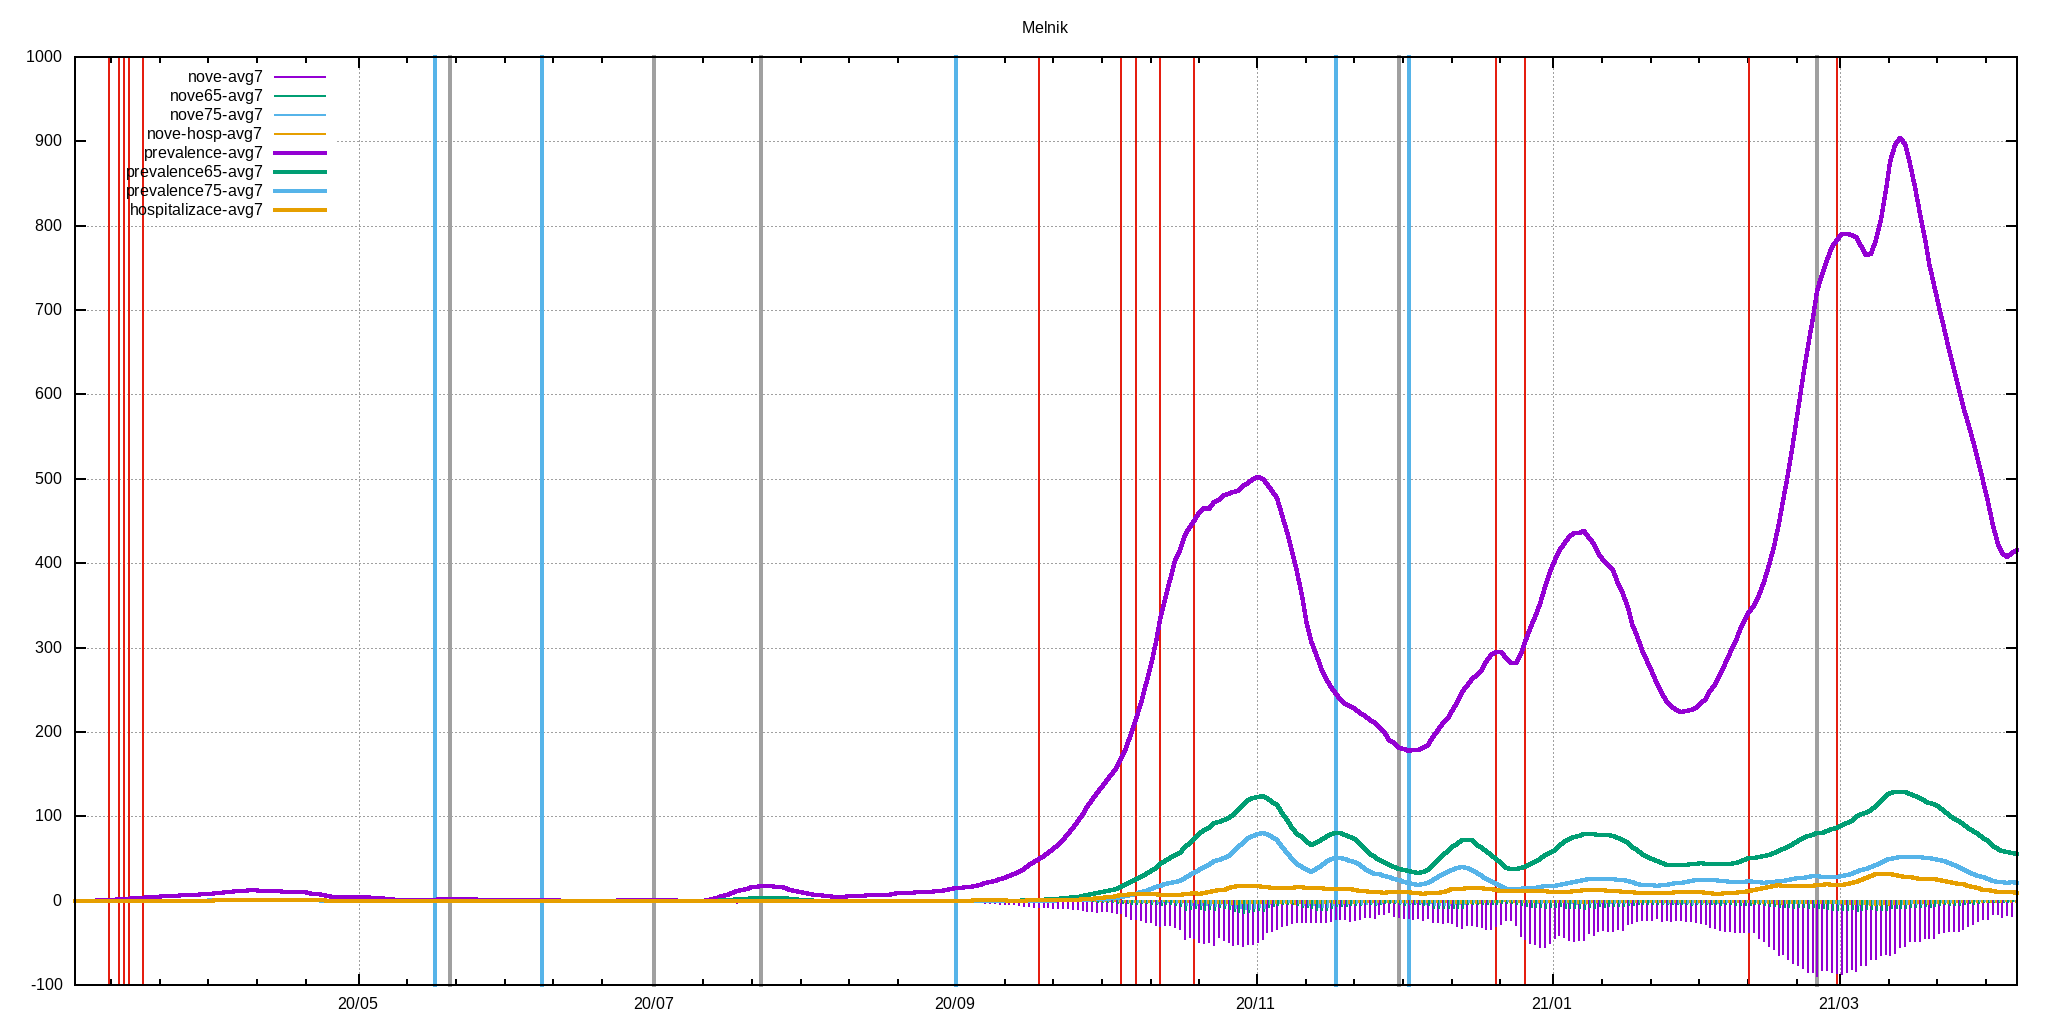 Melnik
1000
900
800
700
600
500
400
300
200
100
0
-100
nove-avg7
nove65-avg7
nove75-avg7
nove-hosp-avg7
prevalence-avg7
prevalence65-avg7
prevalence75-avg7
hospitalizace-avg7
20/05 20/07 20/09 20/11 21/01 21/03